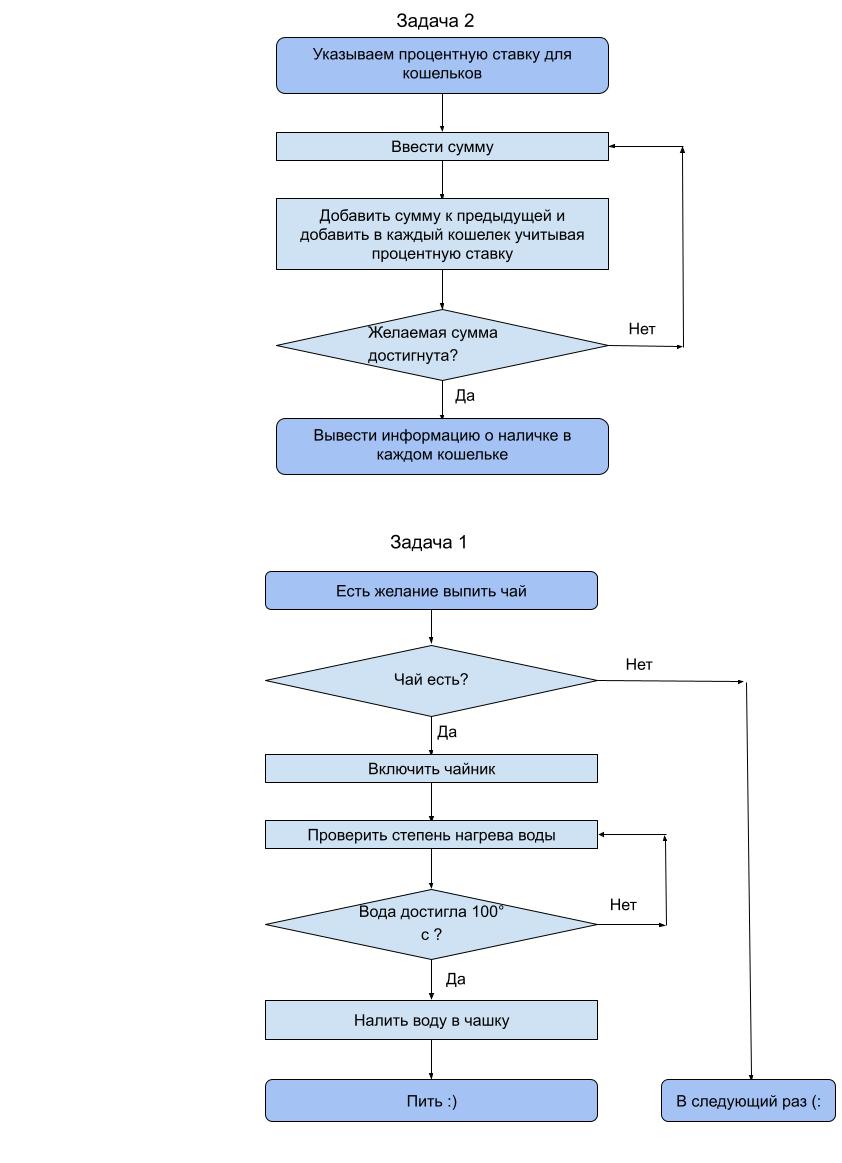 Задача 2
Указываем процентную ставку для
кошельков
Ввести сумму
Добавить сумму к предыдущей и
добавить в каждый кошелек учитывая
процентную ставку
Желаемая сумма
достигнута?
Нет
Да
Вывести информацию о наличке в
каждом кошельке
Задача 1
Есть желание выпить чай
Чай есть?
Нет
Да
Включить чайник
Проверить степень нагрева воды
Вода достигла 100°
с ?
Нет
Да
Налить воду в чашку
Пить :)
В следующий раз (: